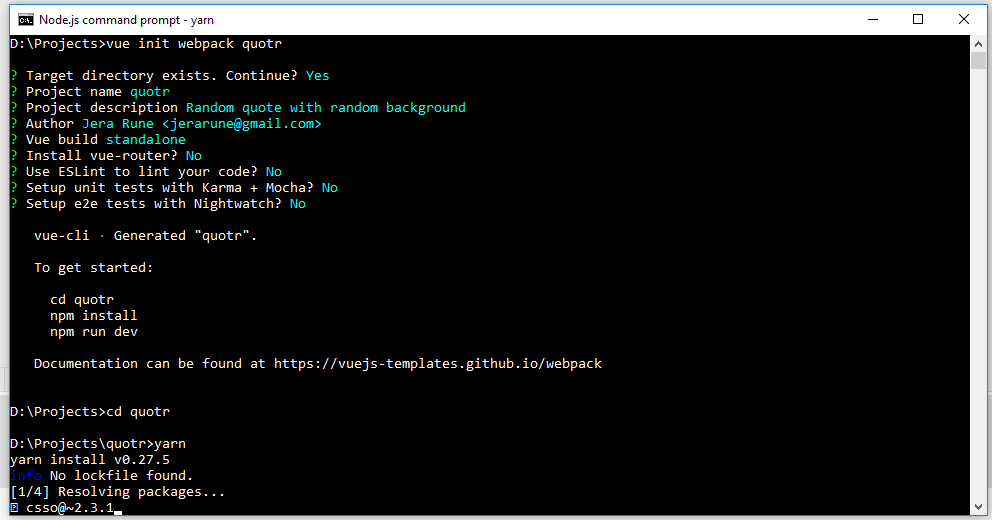 Node.js command prompt - yarn
D:\Projects>vue init webpack quotr
? Target directory exists. Continue? Yes
? Project name quotr
? Project description Random quote with random background
? Author Jera Rune <jerarune@gmail.com>
? Vue build standalone
? Install vue-router? No
? Use ESLint to lint your code? No
? Setup unit tests with Karma + Mocha? No
? Setup e2e tests with Nightwatch? No
vue-cli · Generated "quotr".
To get started:
cd quotr
npm install
npm run dev
Documentation can be found at https://vuejs-templates.github.io/webpack
D:\Projects>cd quotr
D:\Projects\quotr>yarn
yarn install v0.27.5
info No lockfile found.
[1/4] Resolving packages...
⍰ csso@~2.3.1